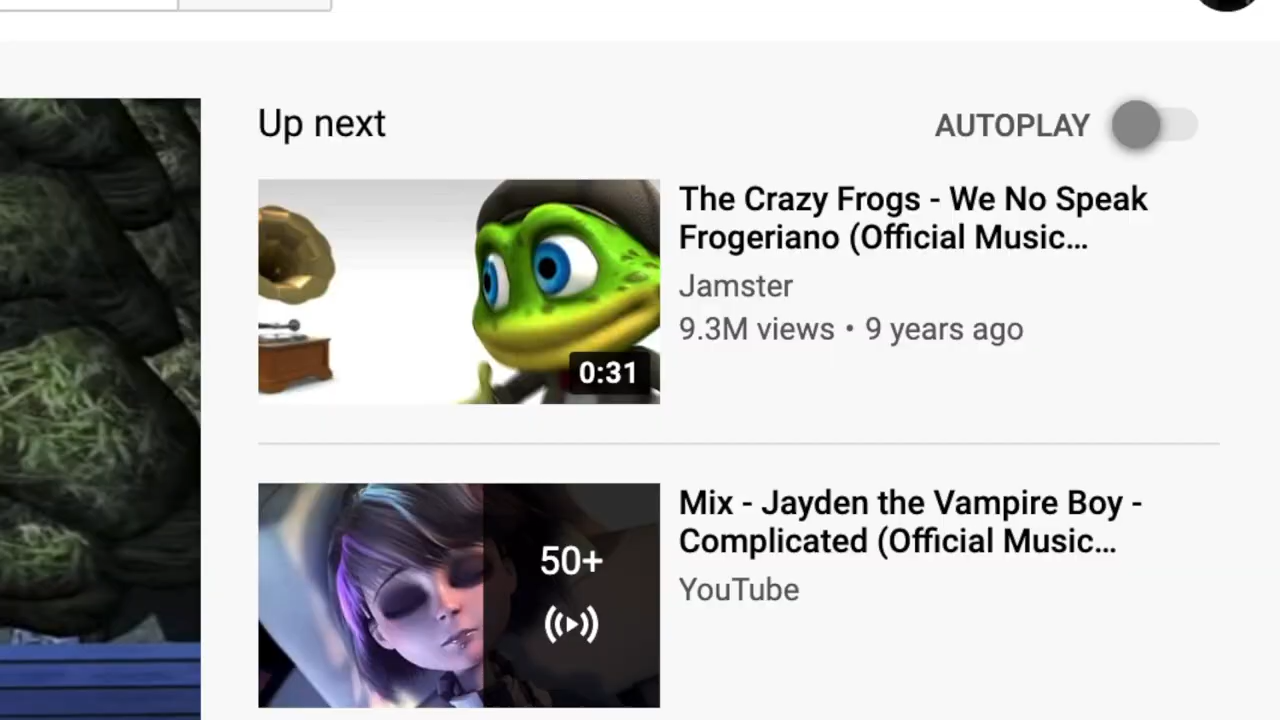 Up next
AUTOPLAY
The Crazy Frogs - We No Speak
Frogeriano (Official Music...
Jamster
9.3M views • 9 years ago
0:31
Mix - Jayden the Vampire Boy -
Complicated (Official Music...
YouTube
50+